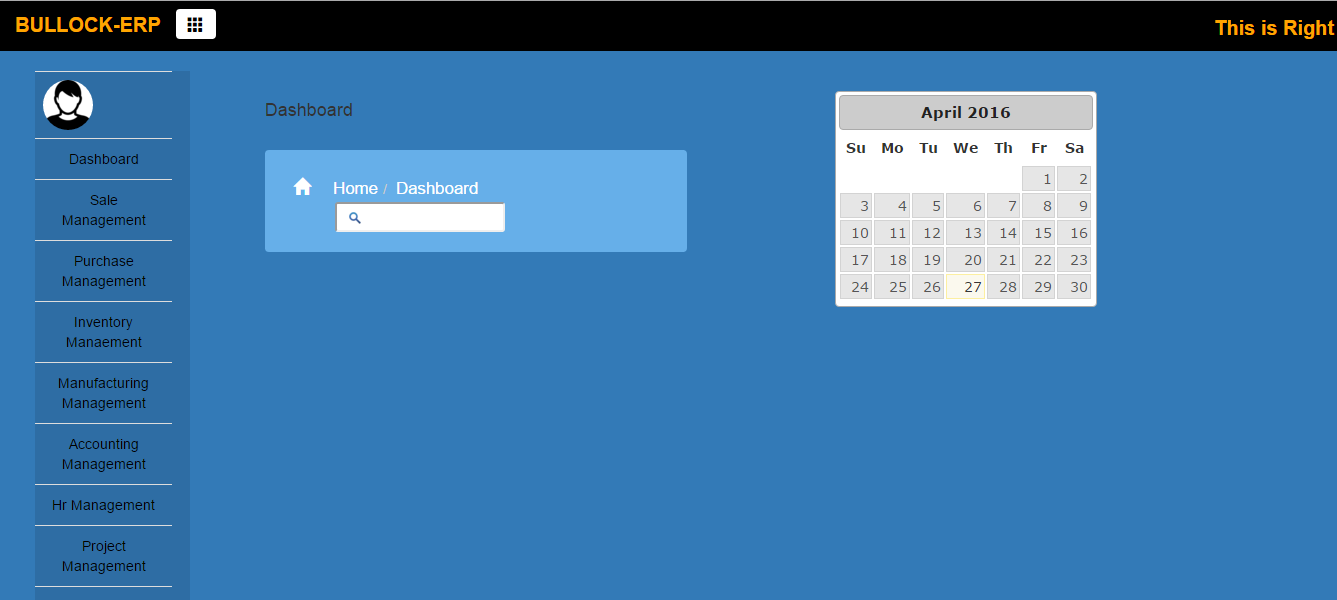 BULLOCK-ERP
This is Right
Dashboard
Sale
Management
Purchase
Management
Inventory
Manaement
Manufacturing
Management
Accounting
Management
Hr Management
Project
Management
Dashboard
Home / Dashboard
April 2016
Su Mo Tu We Th Fr Sa
1 2
3 4 5 6 7 8 9
10 11 12 13 14 15 16
17 18 19 20 21 22 23
24 25 26 27 28 29 30